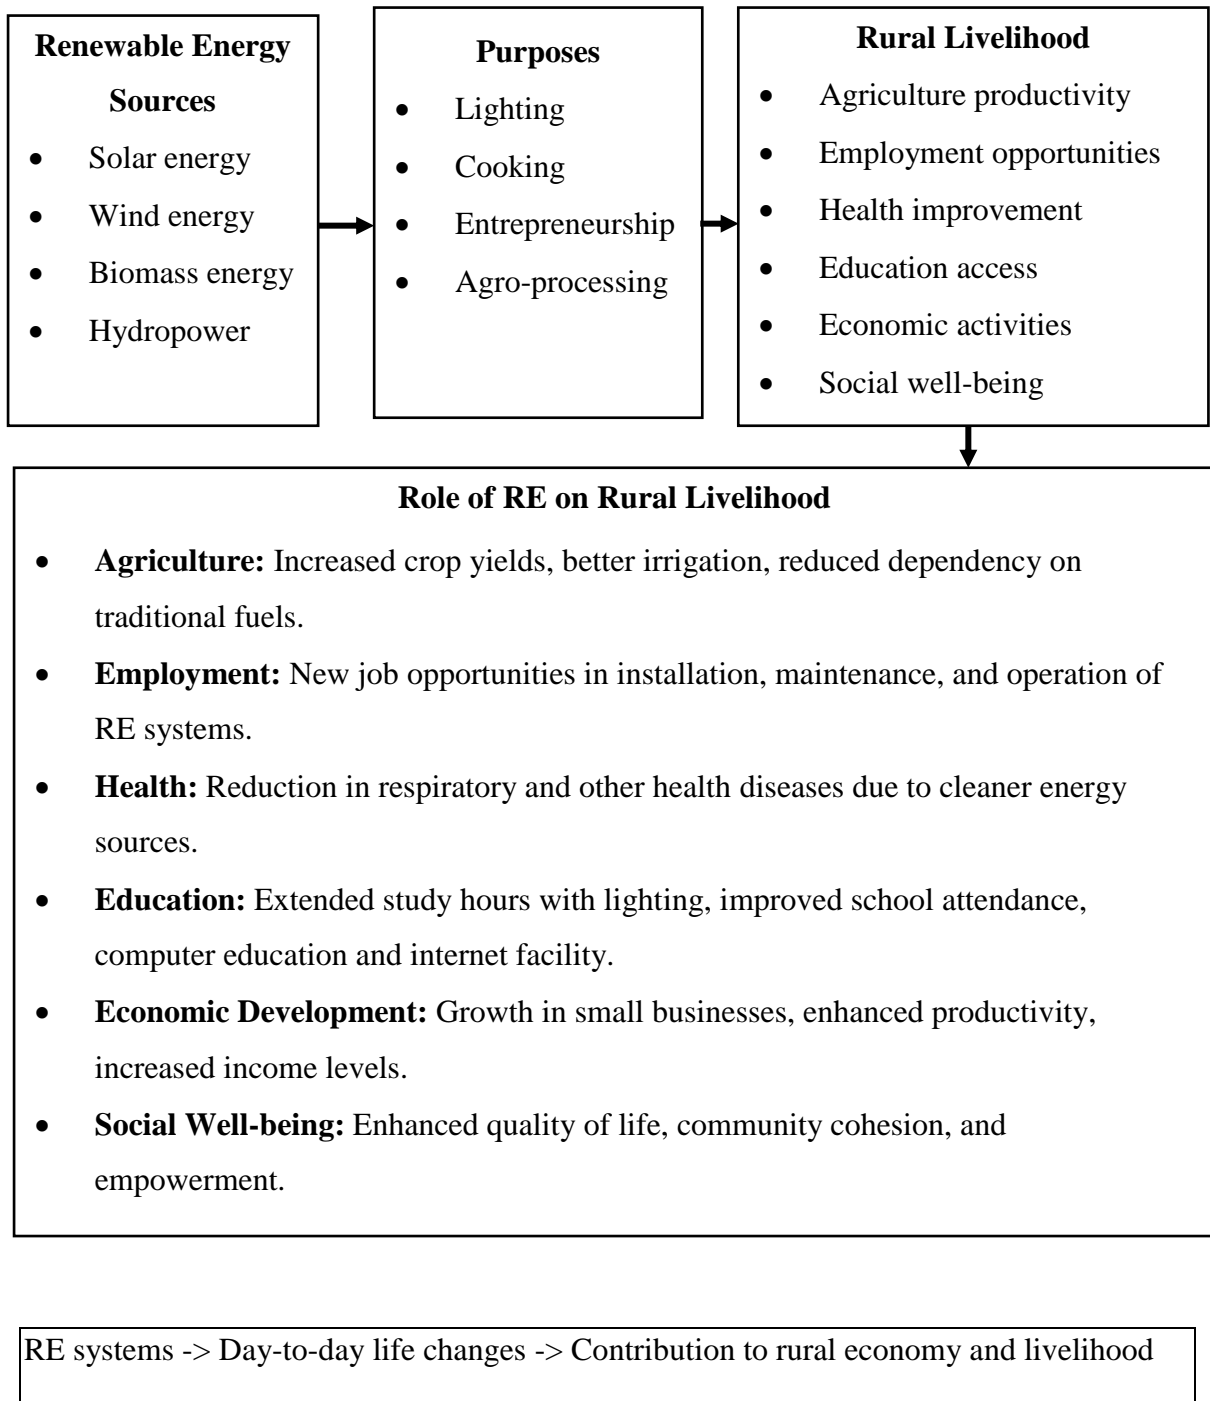 Renewable Energy
Sources
• Solar energy
• Wind energy
• Biomass energy
• Hydropower
Purposes
• Lighting
• Cooking
• Entrepreneurship
• Agro-processing
Rural Livelihood
• Agriculture productivity
• Employment opportunities
• Health improvement
• Education access
• Economic activities
• Social well-being
Role of RE on Rural Livelihood
• Agriculture: Increased crop yields, better irrigation, reduced dependency on
traditional fuels.
• Employment: New job opportunities in installation, maintenance, and operation of
RE systems.
• Health: Reduction in respiratory and other health diseases due to cleaner energy
sources.
• Education: Extended study hours with lighting, improved school attendance,
computer education and internet facility.
• Economic Development: Growth in small businesses, enhanced productivity,
increased income levels.
• Social Well-being: Enhanced quality of life, community cohesion, and
empowerment.
RE systems -> Day-to-day life changes -> Contribution to rural economy and livelihood